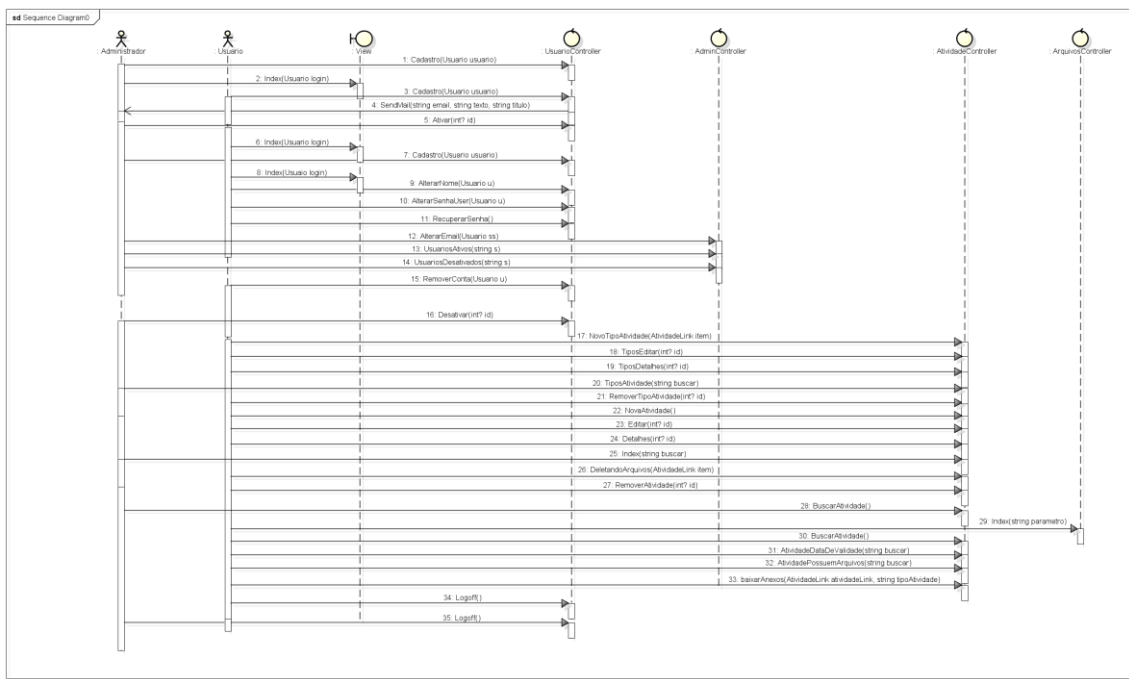 sd Sequence Diagram0
: Administrador
: Usuario
: View
: UsuarioController
: AdminController
: AtividadeController
: ArquivosController
1: Cadastro(Usuario usuario)
2: Index(Usuario login)
3: Cadastro(Usuario usuario)
4: SendMail(string email, string texto, string titulo)
5: Ativar(int? id)
6: Index(Usuario login)
7: Cadastro(Usuario usuario)
8: Index(Usuaio login)
9: AlterarNome(Usuario u)
10: AlterarSenhaUser(Usuario u)
11: RecuperarSenha()
12: AlterarEmail(Usuario ss)
13: UsuariosAtivos(string s)
14: UsuariosDesativados(string s)
15: RemoverConta(Usuario u)
16: Desativar(int? id)
17: NovoTipoAtividade(AtividadeLink item)
18: TiposEditar(int? id)
19: TiposDetalhes(int? id)
20: TiposAtividade(string buscar)
21: RemoverTipoAtividade(int? id)
22: NovaAtividade()
23: Editar(int? id)
24: Detalhes(int? id)
25: Index(string buscar)
26: DeletandoArquivos(AtividadeLink item)
27: RemoverAtividade(int? id)
28: BuscarAtividade()
29: Index(string parametro)
30: BuscarAtividade()
31: AtividadeDataDeValidade(string buscar)
32: AtividadePossuemArquivos(string buscar)
33: baixarAnexos(AtividadeLink atividadeLink, string tipoAtividade)
34: Logoff()
35: Logoff()